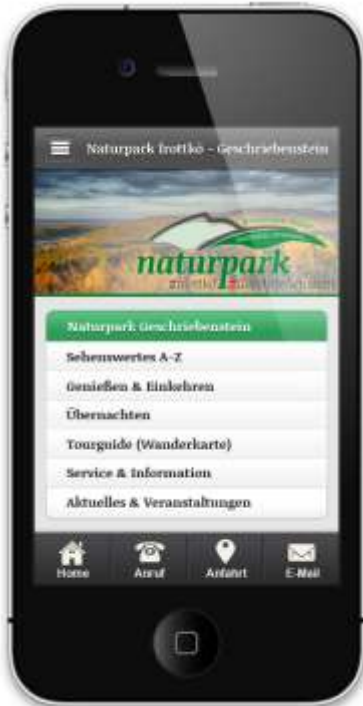 Naturpark Irottkö - Geschriebenstein
naturpark
Naturpark Geschriebenstein
Sehenswertes A-Z
Genießen & Einkehren
Übernachten
Tourguide (Wanderkarte)
Service & Information
Aktuelles & Veranstaltungen
Home
Anruf
Anfahrt
E-Mail